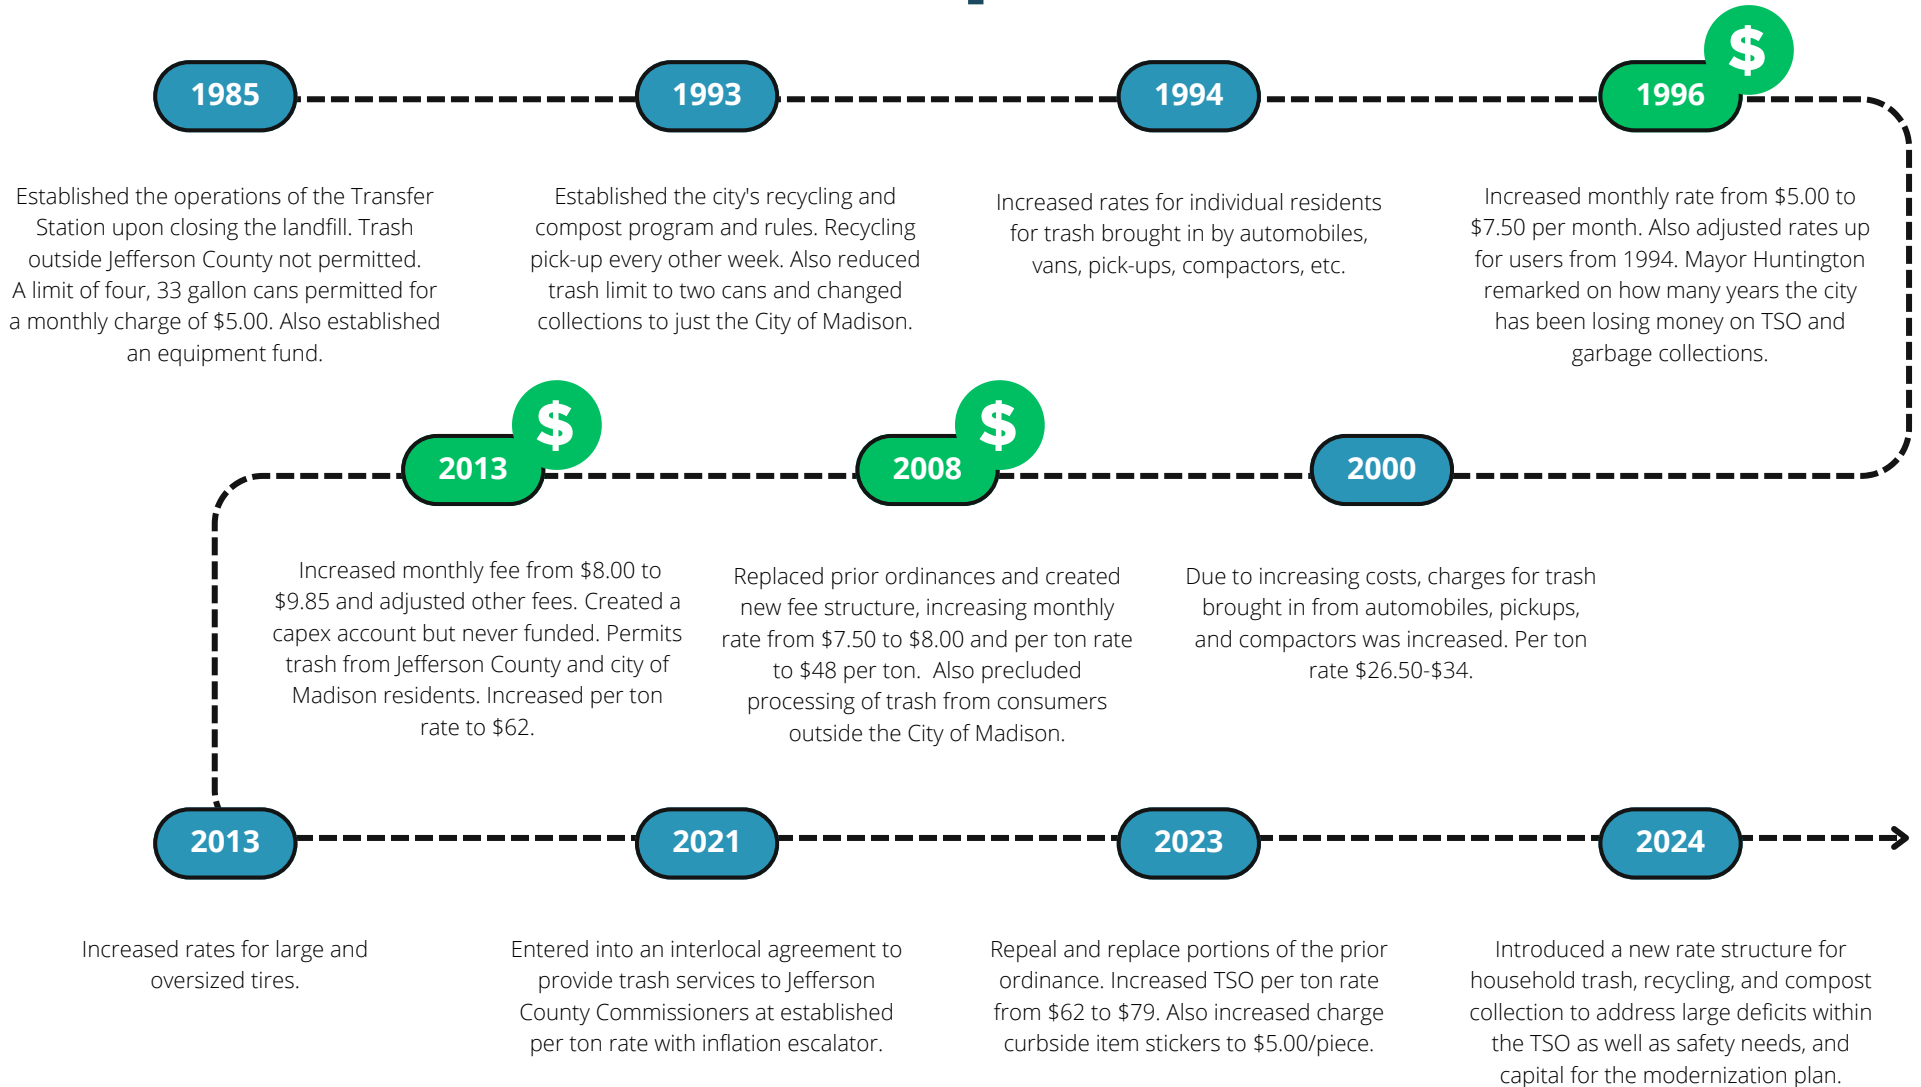 1985
Established the operations of the Transfer
Station upon closing the landfill. Trash
outside Jefferson County not permitted.
A limit of four, 33 gallon cans permitted for
a monthly charge of $5.00. Also established
an equipment fund.
1993
Established the city's recycling and
compost program and rules. Recycling
pick-up every other week. Also reduced
trash limit to two cans and changed
collections to just the City of Madison.
1994
Increased rates for individual residents
for trash brought in by automobiles,
vans, pick-ups, compactors, etc.
$
1996
Increased monthly rate from $5.00 to
$7.50 per month. Also adjusted rates up
for users from 1994. Mayor Huntington
remarked on how many years the city
has been losing money on TSO and
garbage collections.
2000
Due to increasing costs, charges for trash
brought in from automobiles, pickups,
and compactors was increased. Per ton
rate $26.50-$34.
$
2008
Replaced prior ordinances and created
new fee structure, increasing monthly
rate from $7.50 to $8.00 and per ton rate
to $48 per ton.  Also precluded
processing of trash from consumers
outside the City of Madison.
$
2013
Increased monthly fee from $8.00 to
$9.85 and adjusted other fees. Created a
capex account but never funded. Permits
trash from Jefferson County and city of
Madison residents. Increased per ton
rate to $62.
2013
Increased rates for large and
oversized tires.
2021
Entered into an interlocal agreement to
provide trash services to Jefferson
County Commissioners at established
per ton rate with inflation escalator.
2023
Repeal and replace portions of the prior
ordinance. Increased TSO per ton rate
from $62 to $79. Also increased charge
curbside item stickers to $5.00/piece.
2024
Introduced a new rate structure for
household trash, recycling, and compost
collection to address large deficits within
the TSO as well as safety needs, and
capital for the modernization plan.